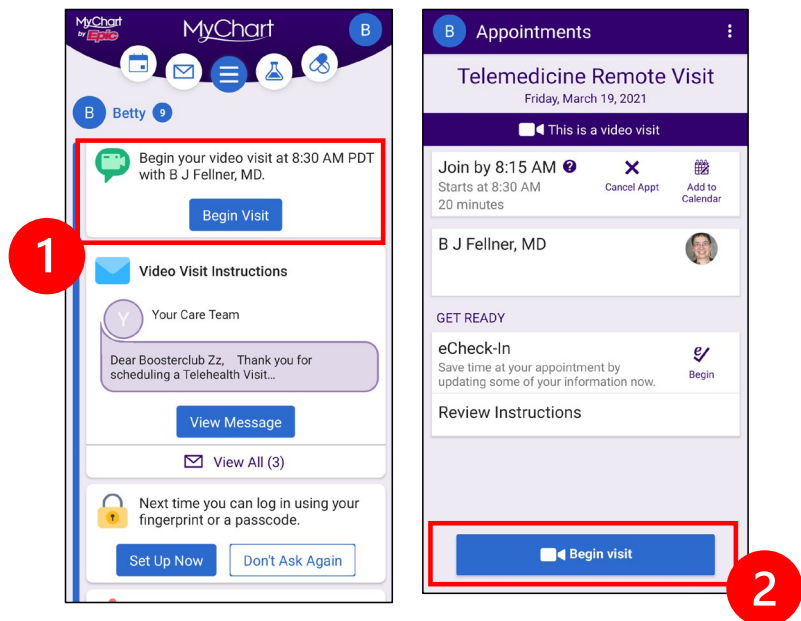 MyChart
by Epic
MyChart
B
B
Betty
9
Begin your video visit at 8:30 AM PDT
with B J Fellner, MD.
Begin Visit
1
Video Visit Instructions
Y
Your Care Team
Dear Boosterclub Zz, Thank you for
scheduling a Telehealth Visit...
View Message
View All (3)
Next time you can log in using your
fingerprint or a passcode.
Set Up Now
Don't Ask Again
B
Appointments
Telemedicine Remote Visit
Friday, March 19, 2021
This is a video visit
Join by 8:15 AM ?
Starts at 8:30 AM
20 minutes
Cancel Appt
Add to
Calendar
B J Fellner, MD
GET READY
eCheck-In
Save time at your appointment by
updating some of your information now.
Begin
Review Instructions
Begin visit
2